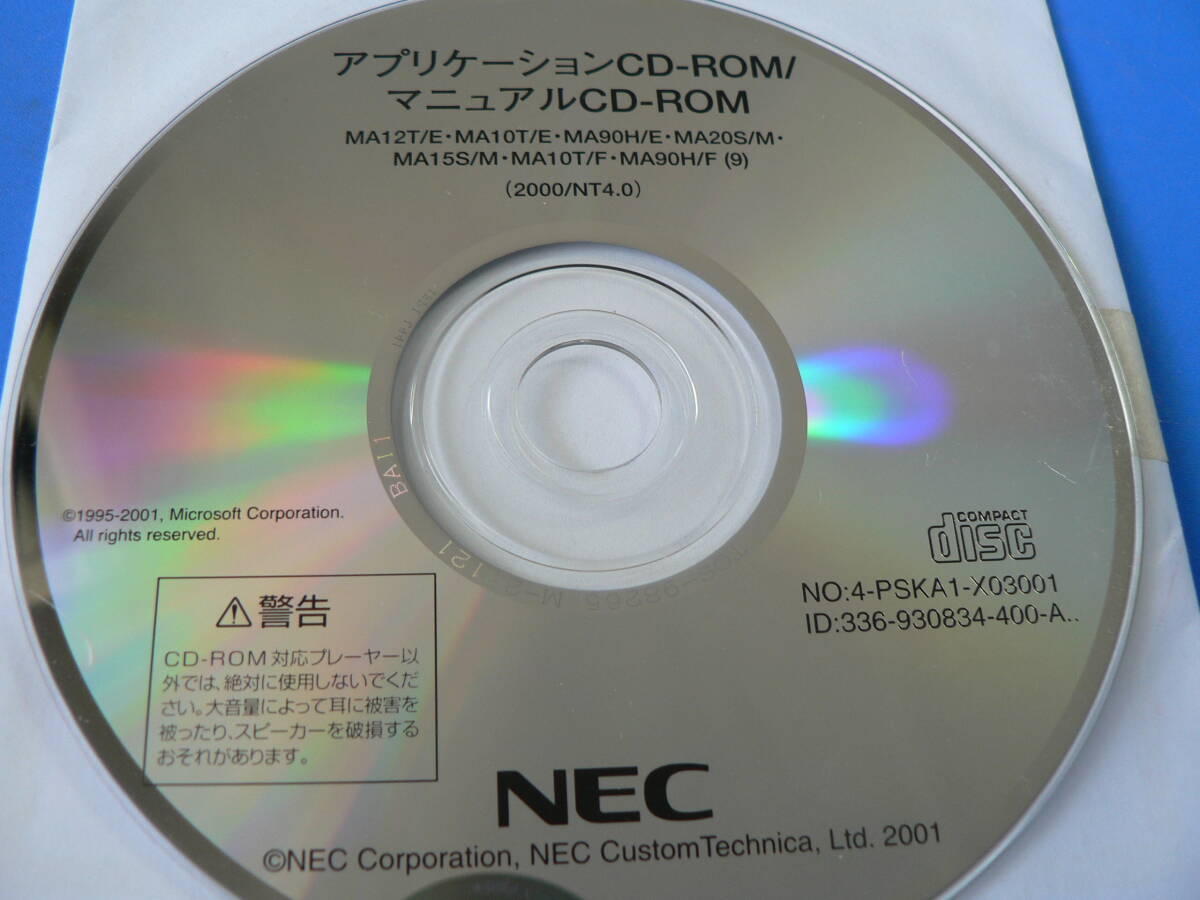 アプリケーションCD-ROM/
マニュアルCD-ROM
MA12T/E・MA10T/E・MA90H/E・MA20S/M・
MA15S/M・MA10T/F・MA90H/F (9)
(2000/NT4.0)
BA11
©1995-2001, Microsoft Corporation.
All rights reserved.
COMPACT
disc
NO:4-PSKA1-X03001
ID:336-930834-400-A..
⚠警告
CD-ROM対応プレーヤー以
外では、絶対に使用しないでくだ
さい。大音量によって耳に被害を
被ったり、スピーカーを破損する
おそれがあります。
NEC
©NEC Corporation, NEC CustomTechnica, Ltd. 2001